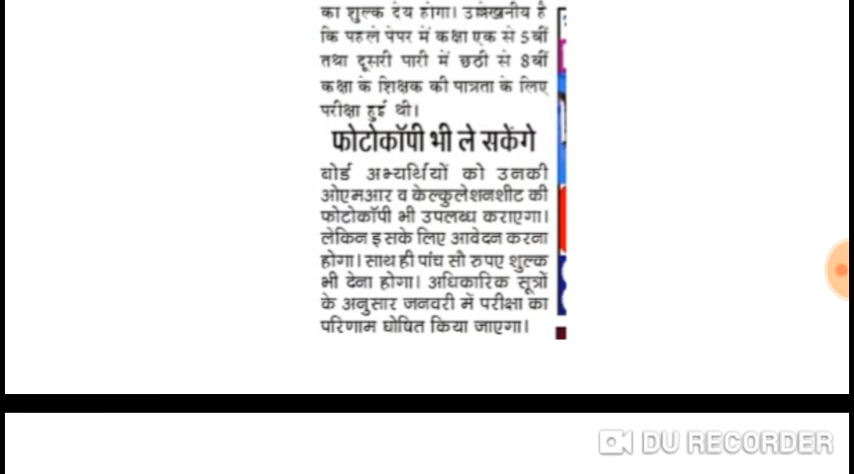 का शुल्क देय होगा। उल्लेखनीय है
कि पहले पेपर में कक्षा एक से 5वीं
तथा दूसरी पारी में छठी से 8वीं
कक्षा के शिक्षक की पात्रता के लिए
परीक्षा हुई थी।
फोटोकॉपी भी ले सकेंगे
बोर्ड अभ्यर्थियों को उनकी
ओएमआर व केल्कुलेशनशीट की
फोटोकॉपी भी उपलब्ध कराएगा।
लेकिन इसके लिए आवेदन करना
होगा। साथ ही पांच सौ रुपए शुल्क
भी देना होगा। अधिकारिक सूत्रों
के अनुसार जनवरी में परीक्षा का
परिणाम घोषित किया जाएगा।
DU RECORDER